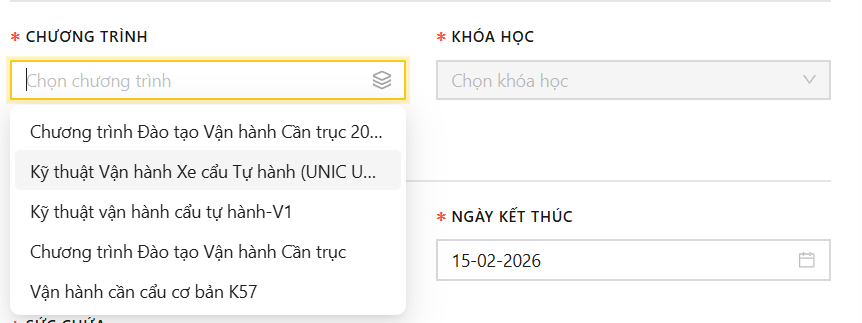 * CHƯƠNG TRÌNH
* KHÓA HỌC
Chọn chương trình
Chọn khóa học
Chương trình Đào tạo Vận hành Cần trục 20...
Kỹ thuật Vận hành Xe cẩu Tự hành (UNIC U...
Kỹ thuật vận hành cẩu tự hành-V1
* NGÀY KẾT THÚC
Chương trình Đào tạo Vận hành Cần trục
15-02-2026
Vận hành cần cẩu cơ bản K57
* SỨC CHỨA